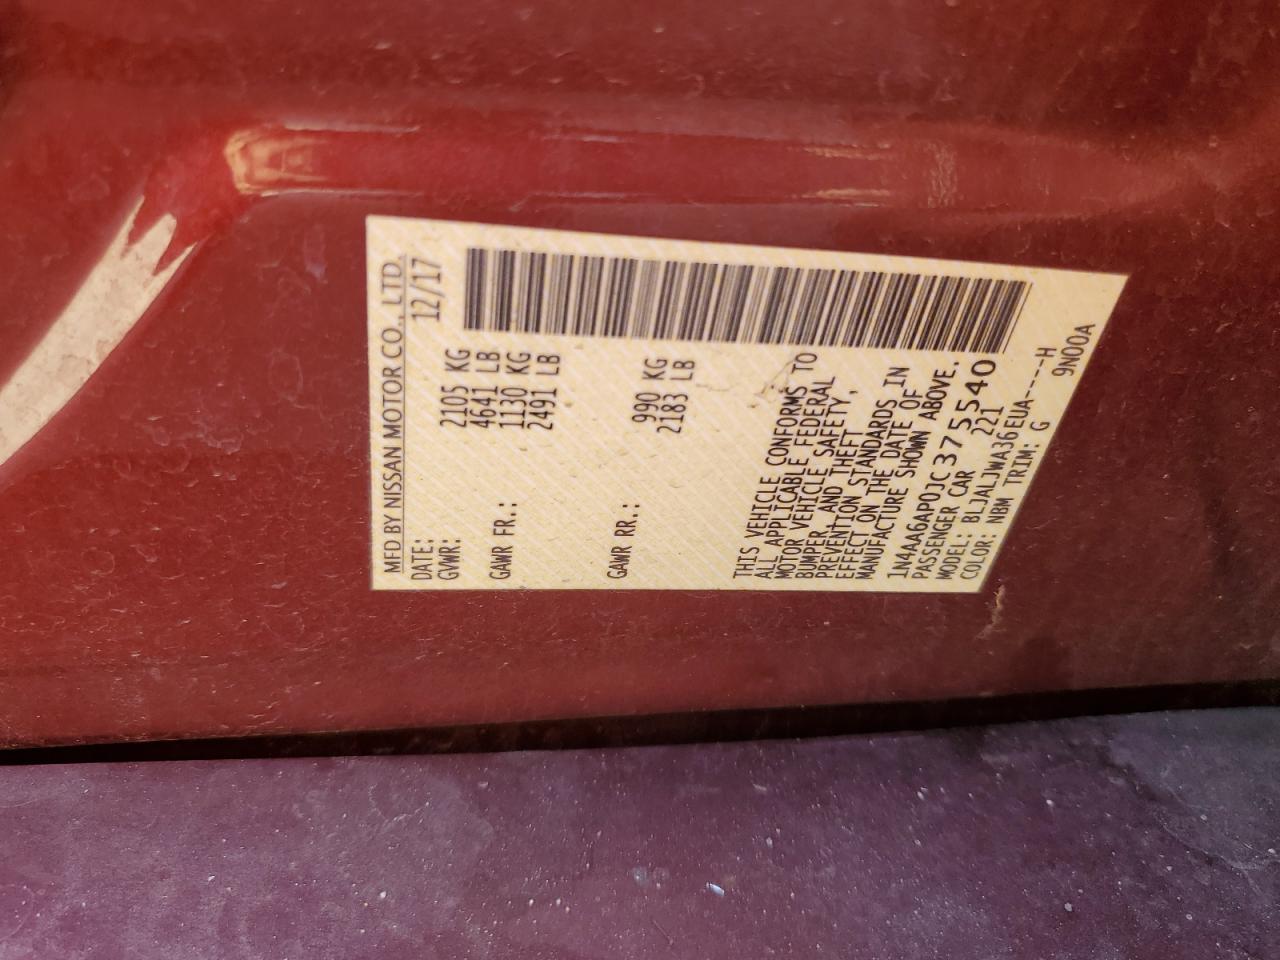 MFD BY NISSAN MOTOR CO., LTD.
DATE: 12/17
GVWR: 2105 KG
4641 LB
GAWR FR.: 1130 KG
2491 LB
GAWR RR.: 990 KG
2183 LB
THIS VEHICLE CONFORMS TO
ALL APPLICABLE FEDERAL
MOTOR VEHICLE SAFETY,
BUMPER, AND THEFT
PREVENTION STANDARDS IN
EFFECT ON THE DATE OF
MANUFACTURE SHOWN ABOVE.
1N4AA6AP0JC375540
PASSENGER CAR 221
MODEL: BLJALJWA36EUA-----H
COLOR: NBM TRIM: G 9N00A